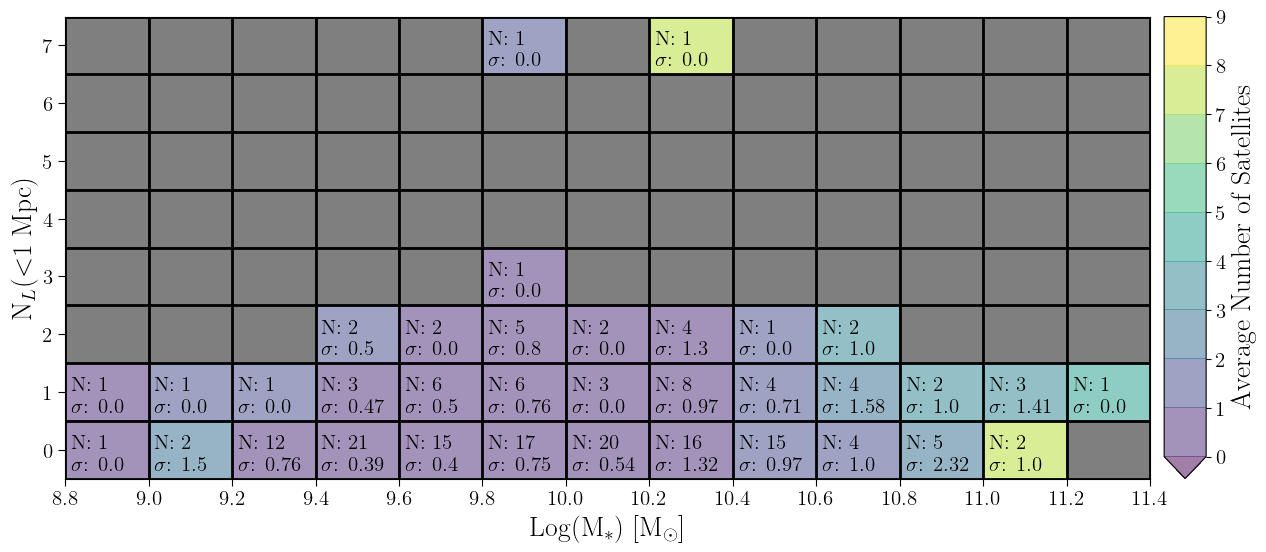 7
N: 1
σ: 0.0
N: 1
σ: 0.0
6
5
4
3
N: 1
σ: 0.0
2
N: 2
σ: 0.5
N: 2
σ: 0.0
N: 5
σ: 0.8
N: 2
σ: 0.0
N: 4
σ: 1.3
N: 1
σ: 0.0
N: 2
σ: 1.0
1
N: 1
σ: 0.0
N: 1
σ: 0.0
N: 1
σ: 0.0
N: 3
σ: 0.47
N: 6
σ: 0.5
N: 6
σ: 0.76
N: 3
σ: 0.0
N: 8
σ: 0.97
N: 4
σ: 0.71
N: 4
σ: 1.58
N: 2
σ: 1.0
N: 3
σ: 1.41
N: 1
σ: 0.0
0
N: 1
σ: 0.0
N: 2
σ: 1.5
N: 12
σ: 0.76
N: 21
σ: 0.39
N: 15
σ: 0.4
N: 17
σ: 0.75
N: 20
σ: 0.54
N: 16
σ: 1.32
N: 15
σ: 0.97
N: 4
σ: 1.0
N: 5
σ: 2.32
N: 2
σ: 1.0
8.8 9.0 9.2 9.4 9.6 9.8 10.0 10.2 10.4 10.6 10.8 11.0 11.2 11.4
Log(M∗) [M⊙]
N_L(<1 Mpc)
9
8
7
6
5
4
3
2
1
0
Average Number of Satellites